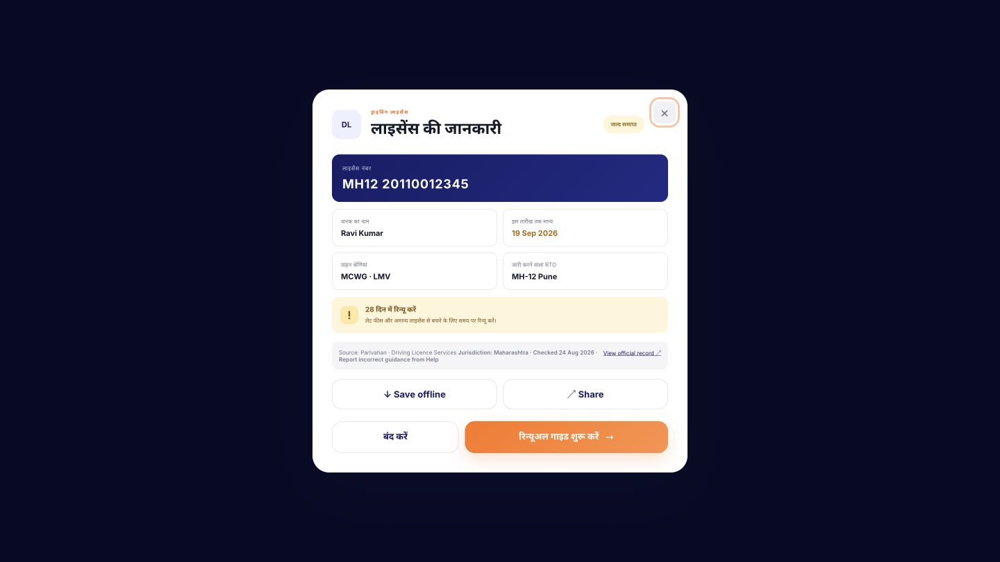 DL
ड्राइविंग लाइसेंस
लाइसेंस की जानकारी
जल्द समाप्त
×
लाइसेंस नंबर
MH12 20110012345
धारक का नाम
Ravi Kumar
इस तारीख तक मान्य
19 Sep 2026
वाहन श्रेणियां
MCWG · LMV
जारी करने वाला RTO
MH-12 Pune
!
28 दिन में रिन्यू करें
लेट फीस और अमान्य लाइसेंस से बचने के लिए समय पर रिन्यू करें।
Source: Parivahan · Driving Licence Services Jurisdiction: Maharashtra · Checked 24 Aug 2026 ·
Report incorrect guidance from Help
View official record ↗
↓ Save offline
↗ Share
बंद करें
रिन्यूअल गाइड शुरू करें →